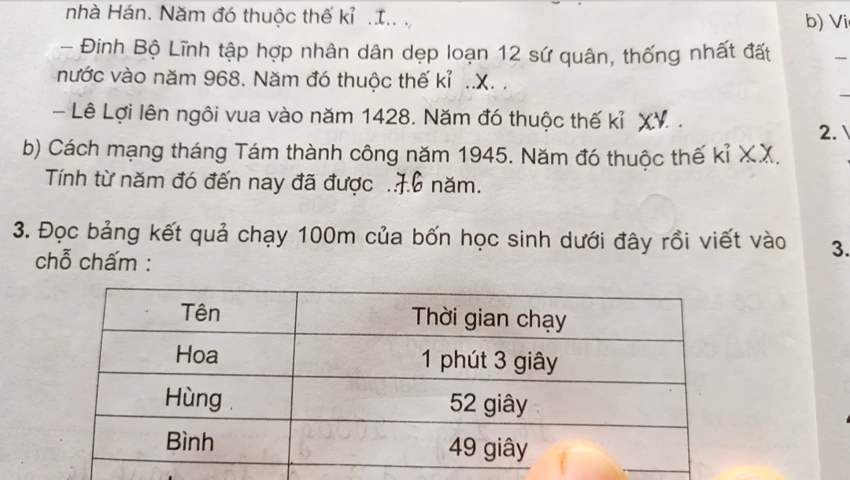 nhà Hán. Năm đó thuộc thế kỉ ..I.. .
– Đinh Bộ Lĩnh tập hợp nhân dân dẹp loạn 12 sứ quân, thống nhất đất
nước vào năm 968. Năm đó thuộc thế kỉ ..X. .
– Lê Lợi lên ngôi vua vào năm 1428. Năm đó thuộc thế kỉ XV. .
b) Cách mạng tháng Tám thành công năm 1945. Năm đó thuộc thế kỉ XX.
Tính từ năm đó đến nay đã được ..76 năm.
3. Đọc bảng kết quả chạy 100m của bốn học sinh dưới đây rồi viết vào
chỗ chấm :
Tên Thời gian chạy
Hoa 1 phút 3 giây
Hùng 52 giây
Bình 49 giây
b) Vi
2.
3.